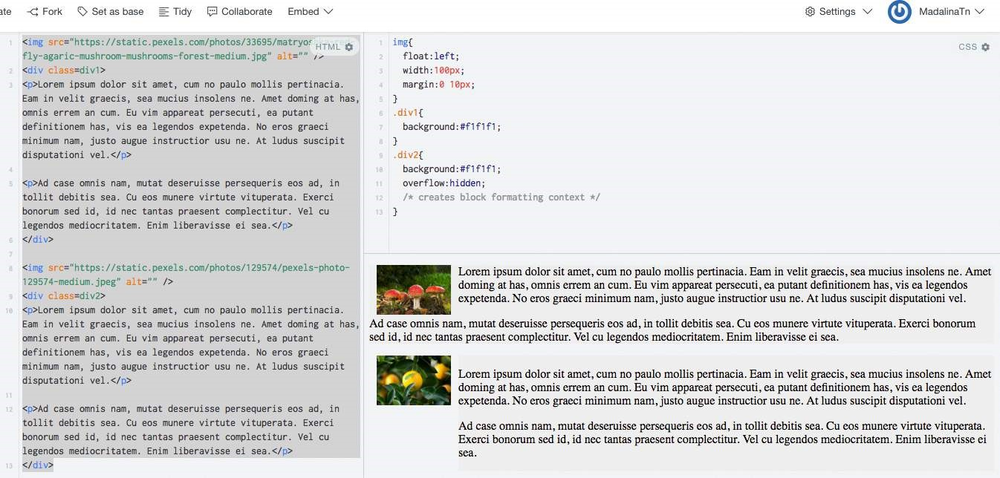 ate Fork Set as base Tidy Collaborate Embed Settings MadalinaTn
HTML
1 <img src="https://static.pexels.com/photos/33695/
fly-agaric-mushroom-mushrooms-forest-medium.jpg" alt="" />
2 <div class=div1>
3 <p>Lorem ipsum dolor sit amet, cum no paulo mollis pertinacia.
Eam in velit graecis, sea mucius insolens ne. Amet doming at has,
omnis errem an cum. Eu vim appareat persecuti, ea putant
definitionem has, vis ea legendos expetenda. No eros graeci
minimum nam, justo augue instructior usu ne. At ludus suscipit
disputationi vel.</p>
4
5 <p>Ad case omnis nam, mutat deseruisse persequeris eos ad, in
tollit debitis sea. Cu eos munere virtute vituperata. Exerci
bonorum sed id, id nec tantas praesent complectitur. Vel cu
legendos mediocritatem. Enim liberavisse ei sea.</p>
6 </div>
7
8 <img src="https://static.pexels.com/photos/129574/pexels-photo-
129574-medium.jpeg" alt="" />
9 <div class=div2>
10 <p>Lorem ipsum dolor sit amet, cum no paulo mollis pertinacia.
Eam in velit graecis, sea mucius insolens ne. Amet doming at has,
omnis errem an cum. Eu vim appareat persecuti, ea putant
definitionem has, vis ea legendos expetenda. No eros graeci
minimum nam, justo augue instructior usu ne. At ludus suscipit
disputationi vel.</p>
11
12 <p>Ad case omnis nam, mutat deseruisse persequeris eos ad, in
tollit debitis sea. Cu eos munere virtute vituperata. Exerci
bonorum sed id, id nec tantas praesent complectitur. Vel cu
legendos mediocritatem. Enim liberavisse ei sea.</p>
13 </div>
CSS
1 img{
2 float:left;
3 width:100px;
4 margin:0 10px;
5 }
6 .div1{
7 background:#f1f1f1;
8 }
9 .div2{
10 background:#f1f1f1;
11 overflow:hidden;
12 /* creates block formatting context */
13 }
Lorem ipsum dolor sit amet, cum no paulo mollis pertinacia. Eam in velit graecis, sea mucius insolens ne. Amet
doming at has, omnis errem an cum. Eu vim appareat persecuti, ea putant definitionem has, vis ea legendos
expetenda. No eros graeci minimum nam, justo augue instructior usu ne. At ludus suscipit disputationi vel.
Ad case omnis nam, mutat deseruisse persequeris eos ad, in tollit debitis sea. Cu eos munere virtute vituperata. Exerci bonorum
sed id, id nec tantas praesent complectitur. Vel cu legendos mediocritatem. Enim liberavisse ei sea.
Lorem ipsum dolor sit amet, cum no paulo mollis pertinacia. Eam in velit graecis, sea mucius insolens ne. Amet
doming at has, omnis errem an cum. Eu vim appareat persecuti, ea putant definitionem has, vis ea legendos
expetenda. No eros graeci minimum nam, justo augue instructior usu ne. At ludus suscipit disputationi vel.
Ad case omnis nam, mutat deseruisse persequeris eos ad, in tollit debitis sea. Cu eos munere virtute vituperata.
Exerci bonorum sed id, id nec tantas praesent complectitur. Vel cu legendos mediocritatem. Enim liberavisse ei
sea.